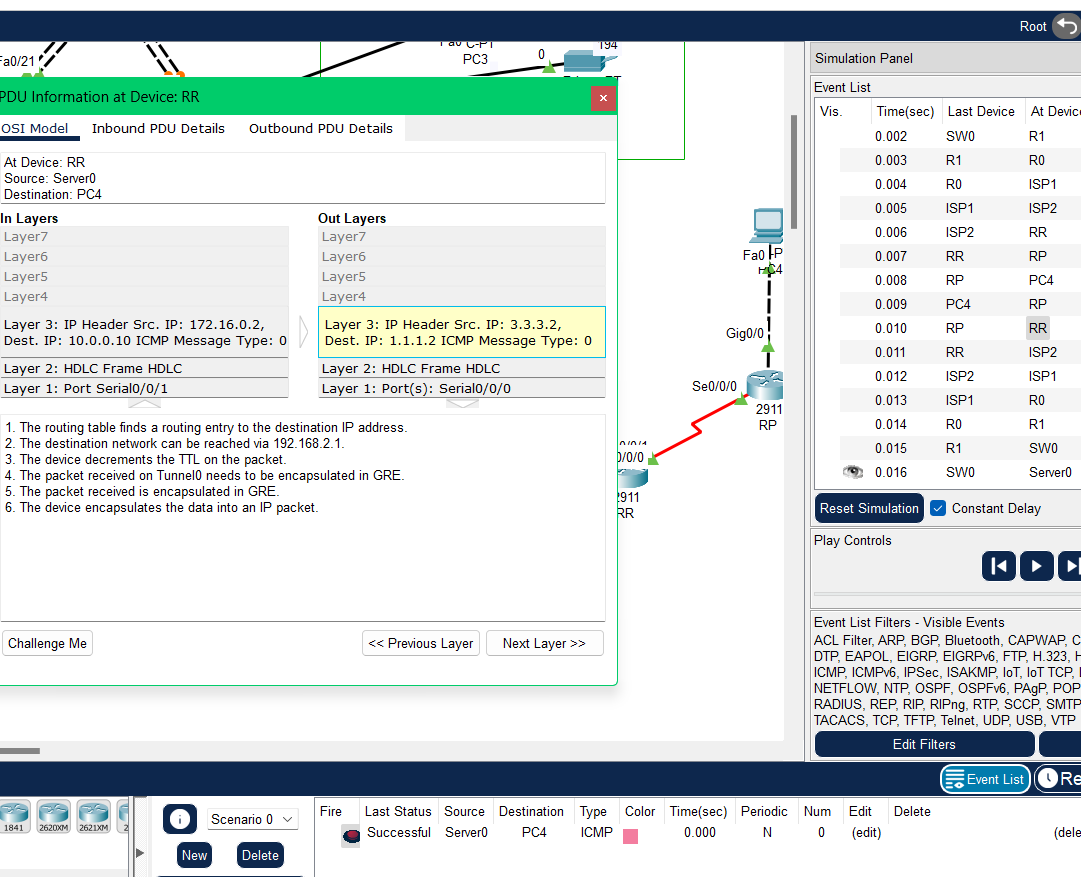 Root
Fa0/21
PC3
0
194
PDU Information at Device: RR
OSI Model
Inbound PDU Details
Outbound PDU Details
At Device: RR
Source: Server0
Destination: PC4
In Layers
Out Layers
Layer7
Layer7
Layer6
Layer6
Layer5
Layer5
Layer4
Layer4
Layer 3: IP Header Src. IP: 172.16.0.2,
Dest. IP: 10.0.0.10 ICMP Message Type: 0
Layer 3: IP Header Src. IP: 3.3.3.2,
Dest. IP: 1.1.1.2 ICMP Message Type: 0
Layer 2: HDLC Frame HDLC
Layer 2: HDLC Frame HDLC
Layer 1: Port Serial0/0/1
Layer 1: Port(s): Serial0/0/0
1. The routing table finds a routing entry to the destination IP address.
2. The destination network can be reached via 192.168.2.1.
3. The device decrements the TTL on the packet.
4. The packet received on Tunnel0 needs to be encapsulated in GRE.
5. The packet received is encapsulated in GRE.
6. The device encapsulates the data into an IP packet.
Challenge Me
<< Previous Layer
Next Layer >>
Fa0
Gig0/0
Se0/0/0
2911
RP
0/0/0
2911
RR
Simulation Panel
Event List
Vis. Time(sec) Last Device At Device
0.002 SW0 R1
0.003 R1 R0
0.004 R0 ISP1
0.005 ISP1 ISP2
0.006 ISP2 RR
0.007 RR RP
0.008 RP PC4
0.009 PC4 RP
0.010 RP RR
0.011 RR ISP2
0.012 ISP2 ISP1
0.013 ISP1 R0
0.014 R0 R1
0.015 R1 SW0
0.016 SW0 Server0
Reset Simulation
Constant Delay
Play Controls
Event List Filters - Visible Events
ACL Filter, ARP, BGP, Bluetooth, CAPWAP, C
DTP, EAPOL, EIGRP, EIGRPv6, FTP, H.323, H
ICMP, ICMPv6, IPSec, ISAKMP, IoT, IoT TCP,
NETFLOW, NTP, OSPF, OSPFv6, PAgP, POP
RADIUS, REP, RIP, RIPng, RTP, SCCP, SMTP
TACACS, TCP, TFTP, Telnet, UDP, USB, VTP
Edit Filters
Event List
Re
1841
2620XM
2621XM
2
Scenario 0
New
Delete
Fire Last Status Source Destination Type Color Time(sec) Periodic Num Edit Delete
Successful Server0 PC4 ICMP 0.000 N 0 (edit) (dele